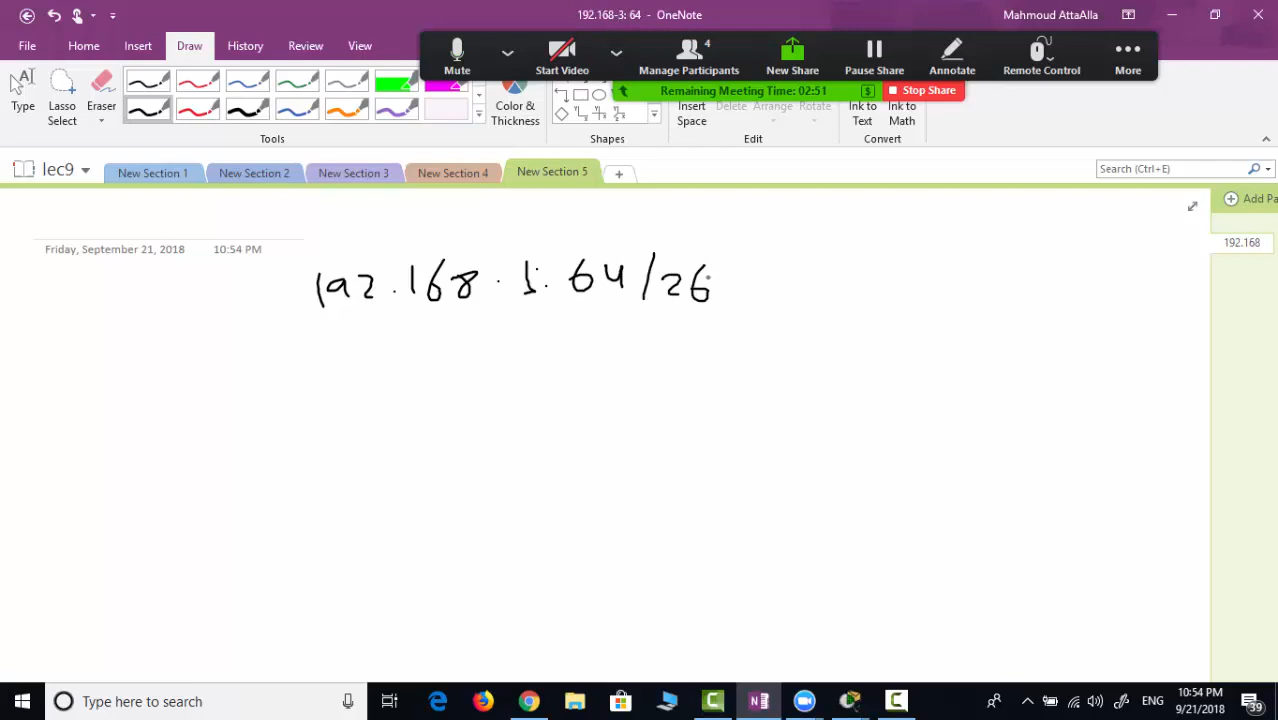 192.168-3: 64 - OneNote
Mahmoud AttaAlla
File Home Insert Draw History Review View
Mute Start Video 4 Manage Participants New Share Pause Share Annotate Remote Control More
Remaining Meeting Time: 02:51 $ Stop Share
Type Lasso Select Eraser Color & Thickness Insert Space Delete Arrange Rotate Ink to Text Ink to Math
Tools Shapes Edit Convert
lec9 New Section 1 New Section 2 New Section 3 New Section 4 New Section 5 Search (Ctrl+E)
Add Pa
Friday, September 21, 2018 10:54 PM
192.168
192.168.
.64/26
Type here to search
ENG
10:54 PM
9/21/2018
39